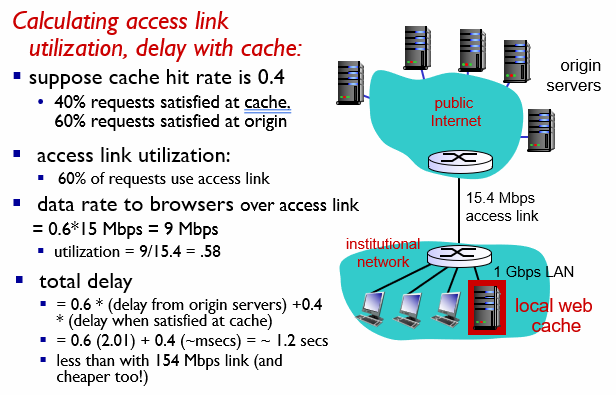 Calculating access link
utilization, delay with cache:
▪ suppose cache hit rate is 0.4
• 40% requests satisfied at cache.
60% requests satisfied at origin
▪ access link utilization:
▪ 60% of requests use access link
▪ data rate to browsers over access link
= 0.6*15 Mbps = 9 Mbps
▪ utilization = 9/15.4 = .58
▪ total delay
▪ = 0.6 * (delay from origin servers) +0.4
* (delay when satisfied at cache)
▪ = 0.6 (2.01) + 0.4 (~msecs) = ~ 1.2 secs
▪ less than with 154 Mbps link (and
cheaper too!)
origin
servers
public
Internet
15.4 Mbps
access link
institutional
network
1 Gbps LAN
local web
cache